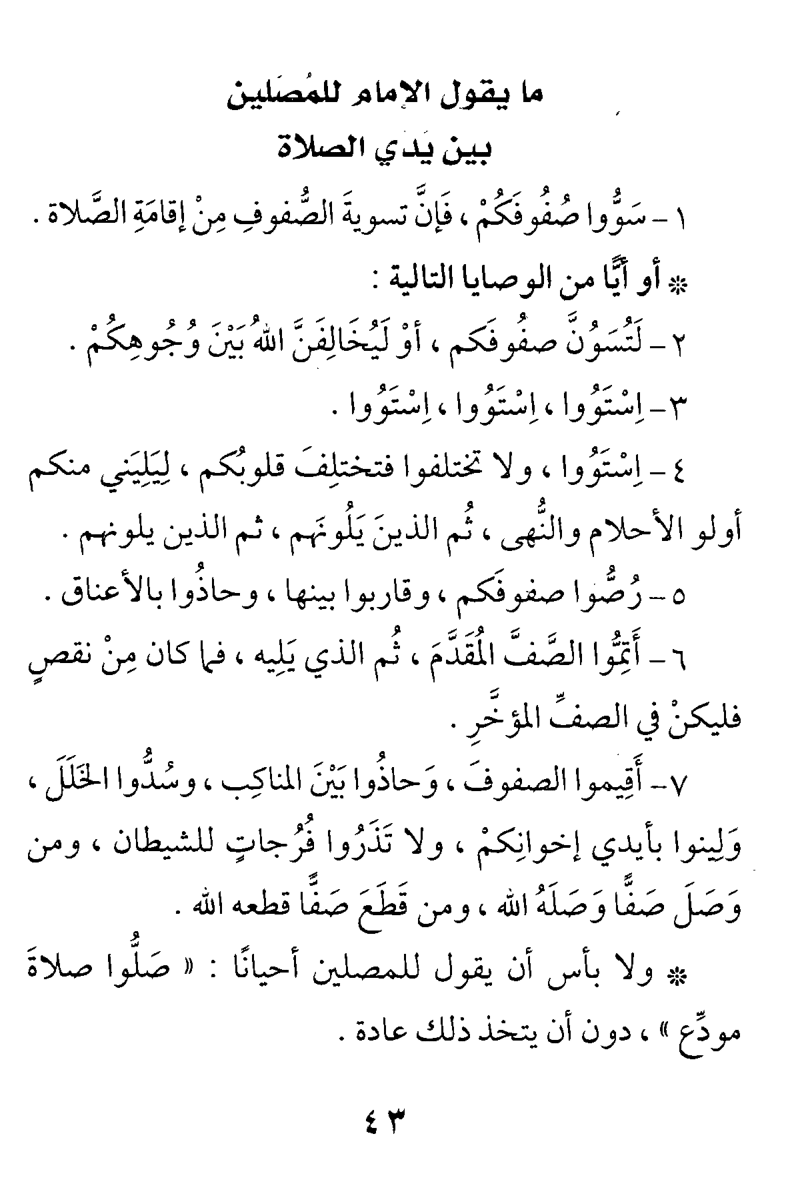 ما يقول الإمام للمُصَلين
بين يَدَي الصلاة
١ – سَوُّوا صُفُوفَكُمْ ، فَإنَّ تسويةَ الصُّفوفِ مِنْ إقامَةِ الصَّلاة .
❊ أو أيًّا من الوصايا التالية :
٢ – لَتُسَوُنَّ صفُوفَكم ، أوْ لَيُخَالِفَنَّ اللهُ بَيْنَ وُجُوهِكُمْ .
٣– اِسْتَوُوا ، اِسْتَوُوا ، اِسْتَوُوا .
٤ – اِسْتَوُوا ، ولا تختلفوا فتختلِفَ قلوبُكم ، لِيَلِيَني منكم
أولو الأحلام والنُّهى ، ثُم الذينَ يَلُونَهم ، ثم الذين يلونهم .
٥ – رُصُّوا صفوفَكم ، وقاربوا بينها ، وحاذُوا بالأعناق .
٦ – أَتِمُّوا الصَّفَّ المُقَدَّمَ ، ثُم الذي يَلِيه ، فما كان مِنْ نقصٍ
فليكنْ في الصفِّ المؤخَّرِ .
٧– أَقِيموا الصفوفَ ، وَحاذُوا بَيْنَ المناكِب ، وسُدُّوا الخَلَلَ ،
وَلِينوا بأيدي إخوانِكمْ ، ولا تَذَرُوا فُرُجاتٍ للشيطان ، ومن
وَصَلَ صَفًّا وَصَلَهُ الله ، ومن قَطَعَ صَفًّا قطعه الله .
❊ ولا بأس أن يقول للمصلين أحيانًا : « صَلُّوا صلاةَ
مودِّع » ، دون أن يتخذ ذلك عادة .
٤٣